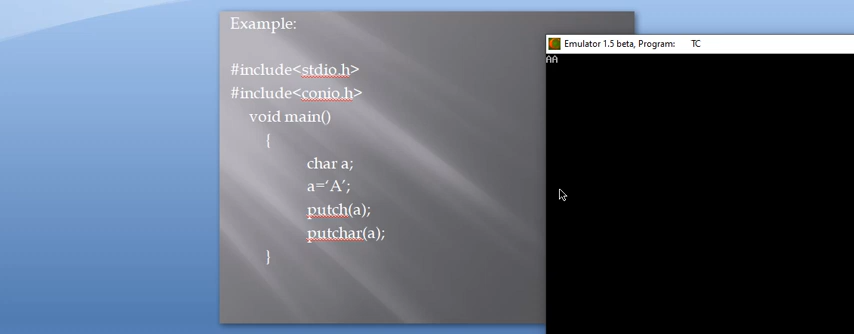 Example:
#include<stdio.h>
#include<conio.h>
void main()
{
char a;
a=‘A’;
putch(a);
putchar(a);
}
Emulator 1.5 beta, Program: TC
AA